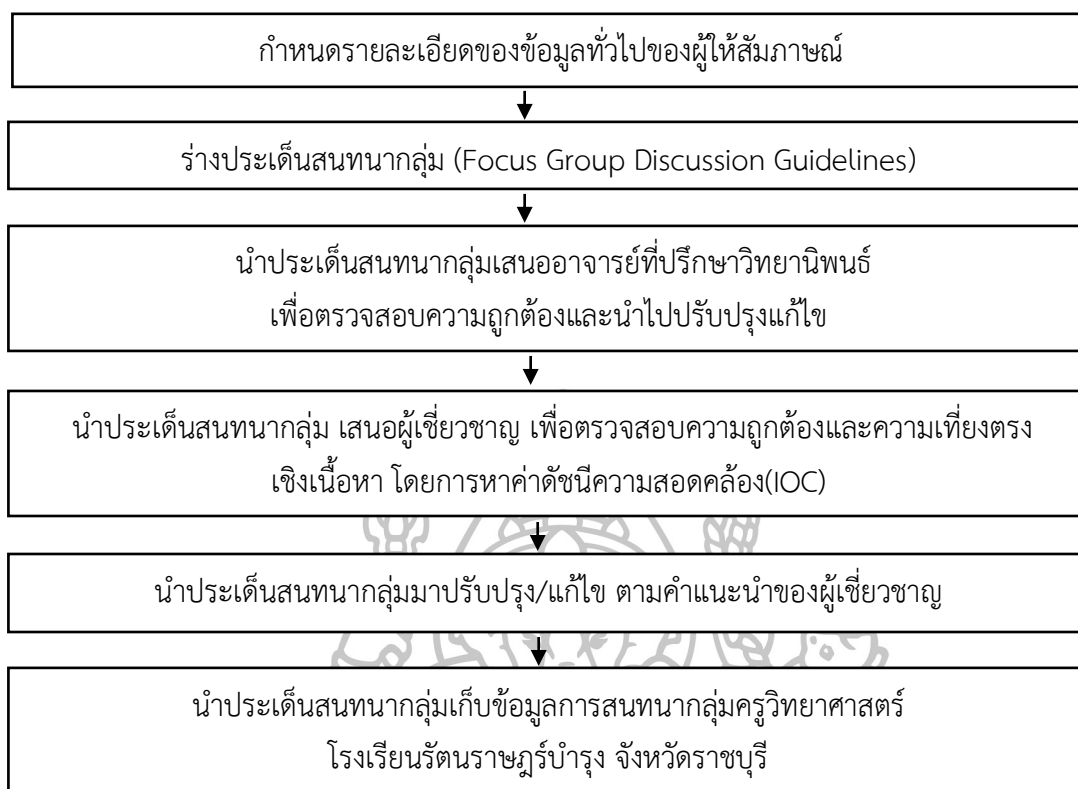 กำหนดรายละเอียดของข้อมูลทั่วไปของผู้ให้สัมภาษณ์
ร่างประเด็นสนทนากลุ่ม (Focus Group Discussion Guidelines)
นำประเด็นสนทนากลุ่มเสนออาจารย์ที่ปรึกษาวิทยานิพนธ์
เพื่อตรวจสอบความถูกต้องและนำไปปรับปรุงแก้ไข
นำประเด็นสนทนากลุ่ม เสนอผู้เชี่ยวชาญ เพื่อตรวจสอบความถูกต้องและความเที่ยงตรง
เชิงเนื้อหา โดยการหาค่าดัชนีความสอดคล้อง(IOC)
นำประเด็นสนทนากลุ่มมาปรับปรุง/แก้ไข ตามคำแนะนำของผู้เชี่ยวชาญ
นำประเด็นสนทนากลุ่มเก็บข้อมูลการสนทนากลุ่มครูวิทยาศาสตร์
โรงเรียนรัตนราษฎร์บำรุง จังหวัดราชบุรี